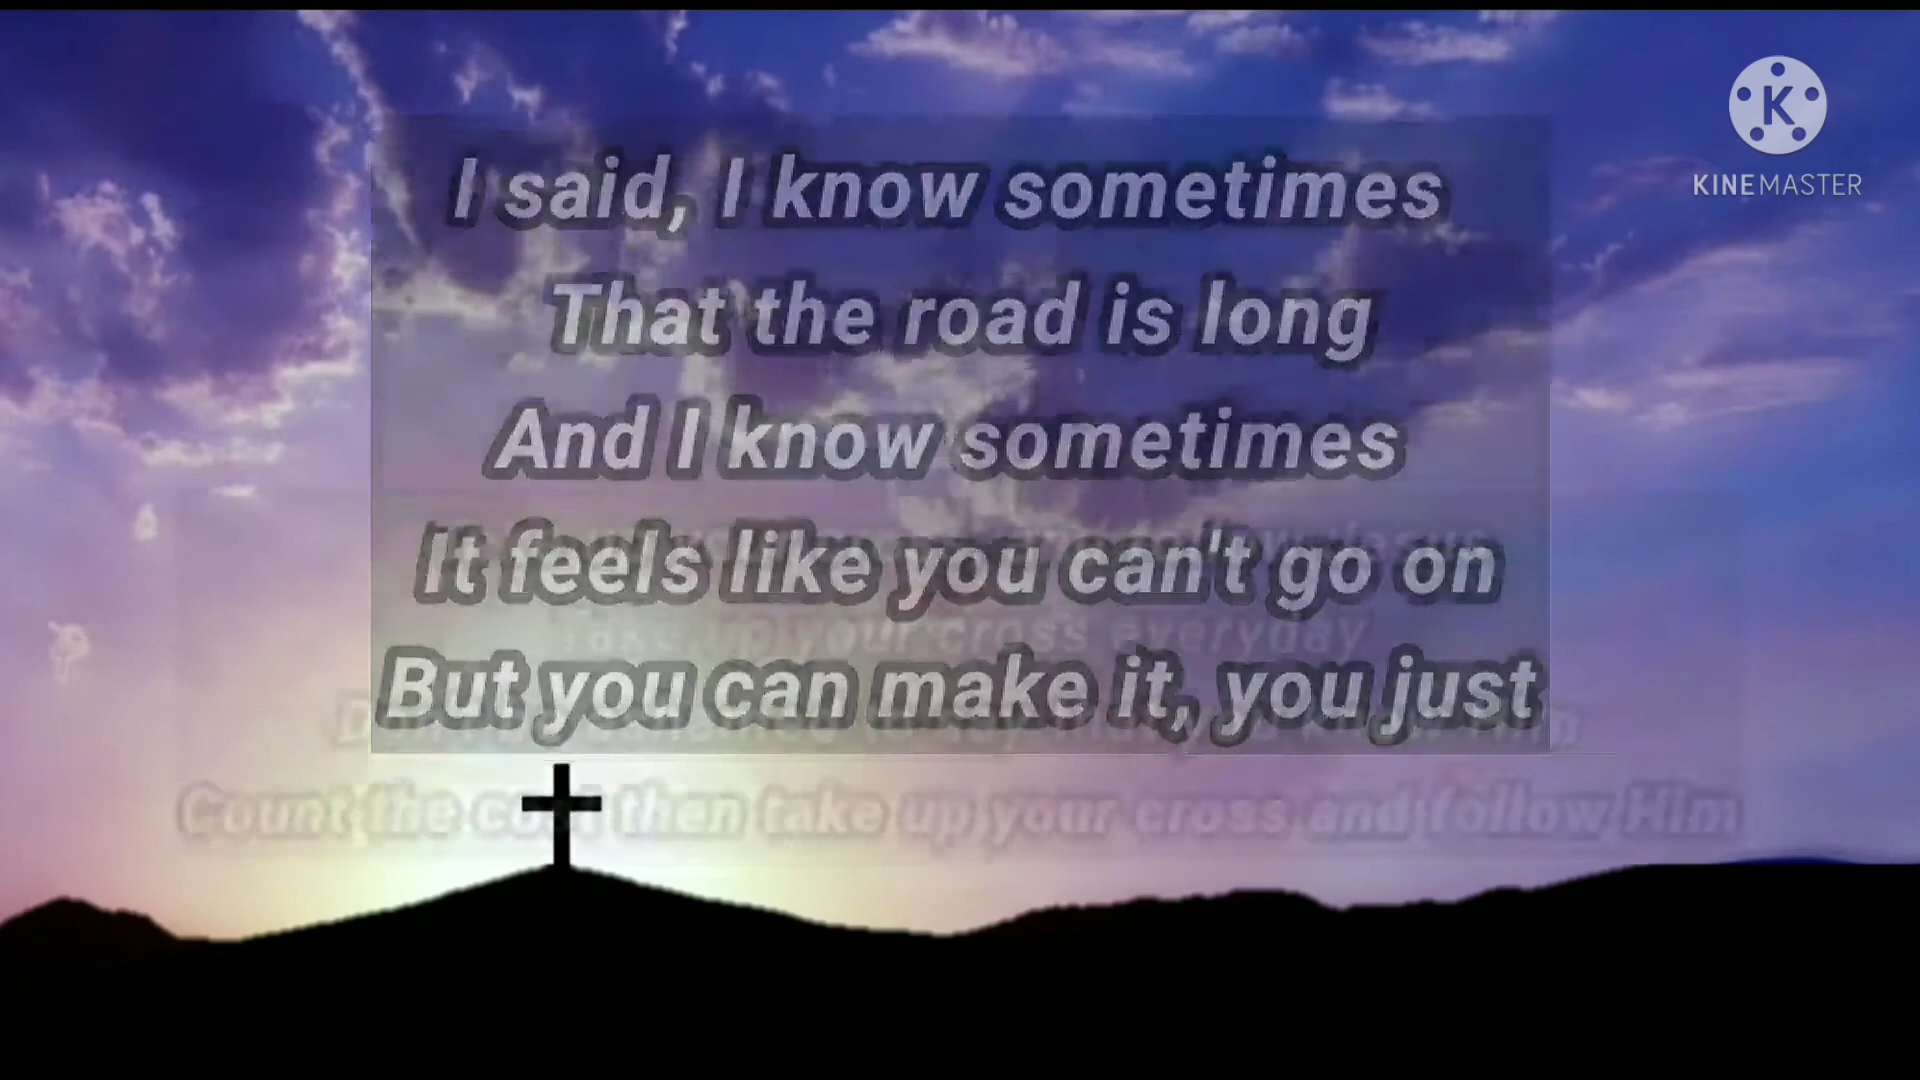 I said, I know sometimes
That the road is long
And I know sometimes
It feels like you can't go on
But you can make it, you just
Take up your cross everyday
Count the cost then take up your cross and follow Him
K
KINEMASTER